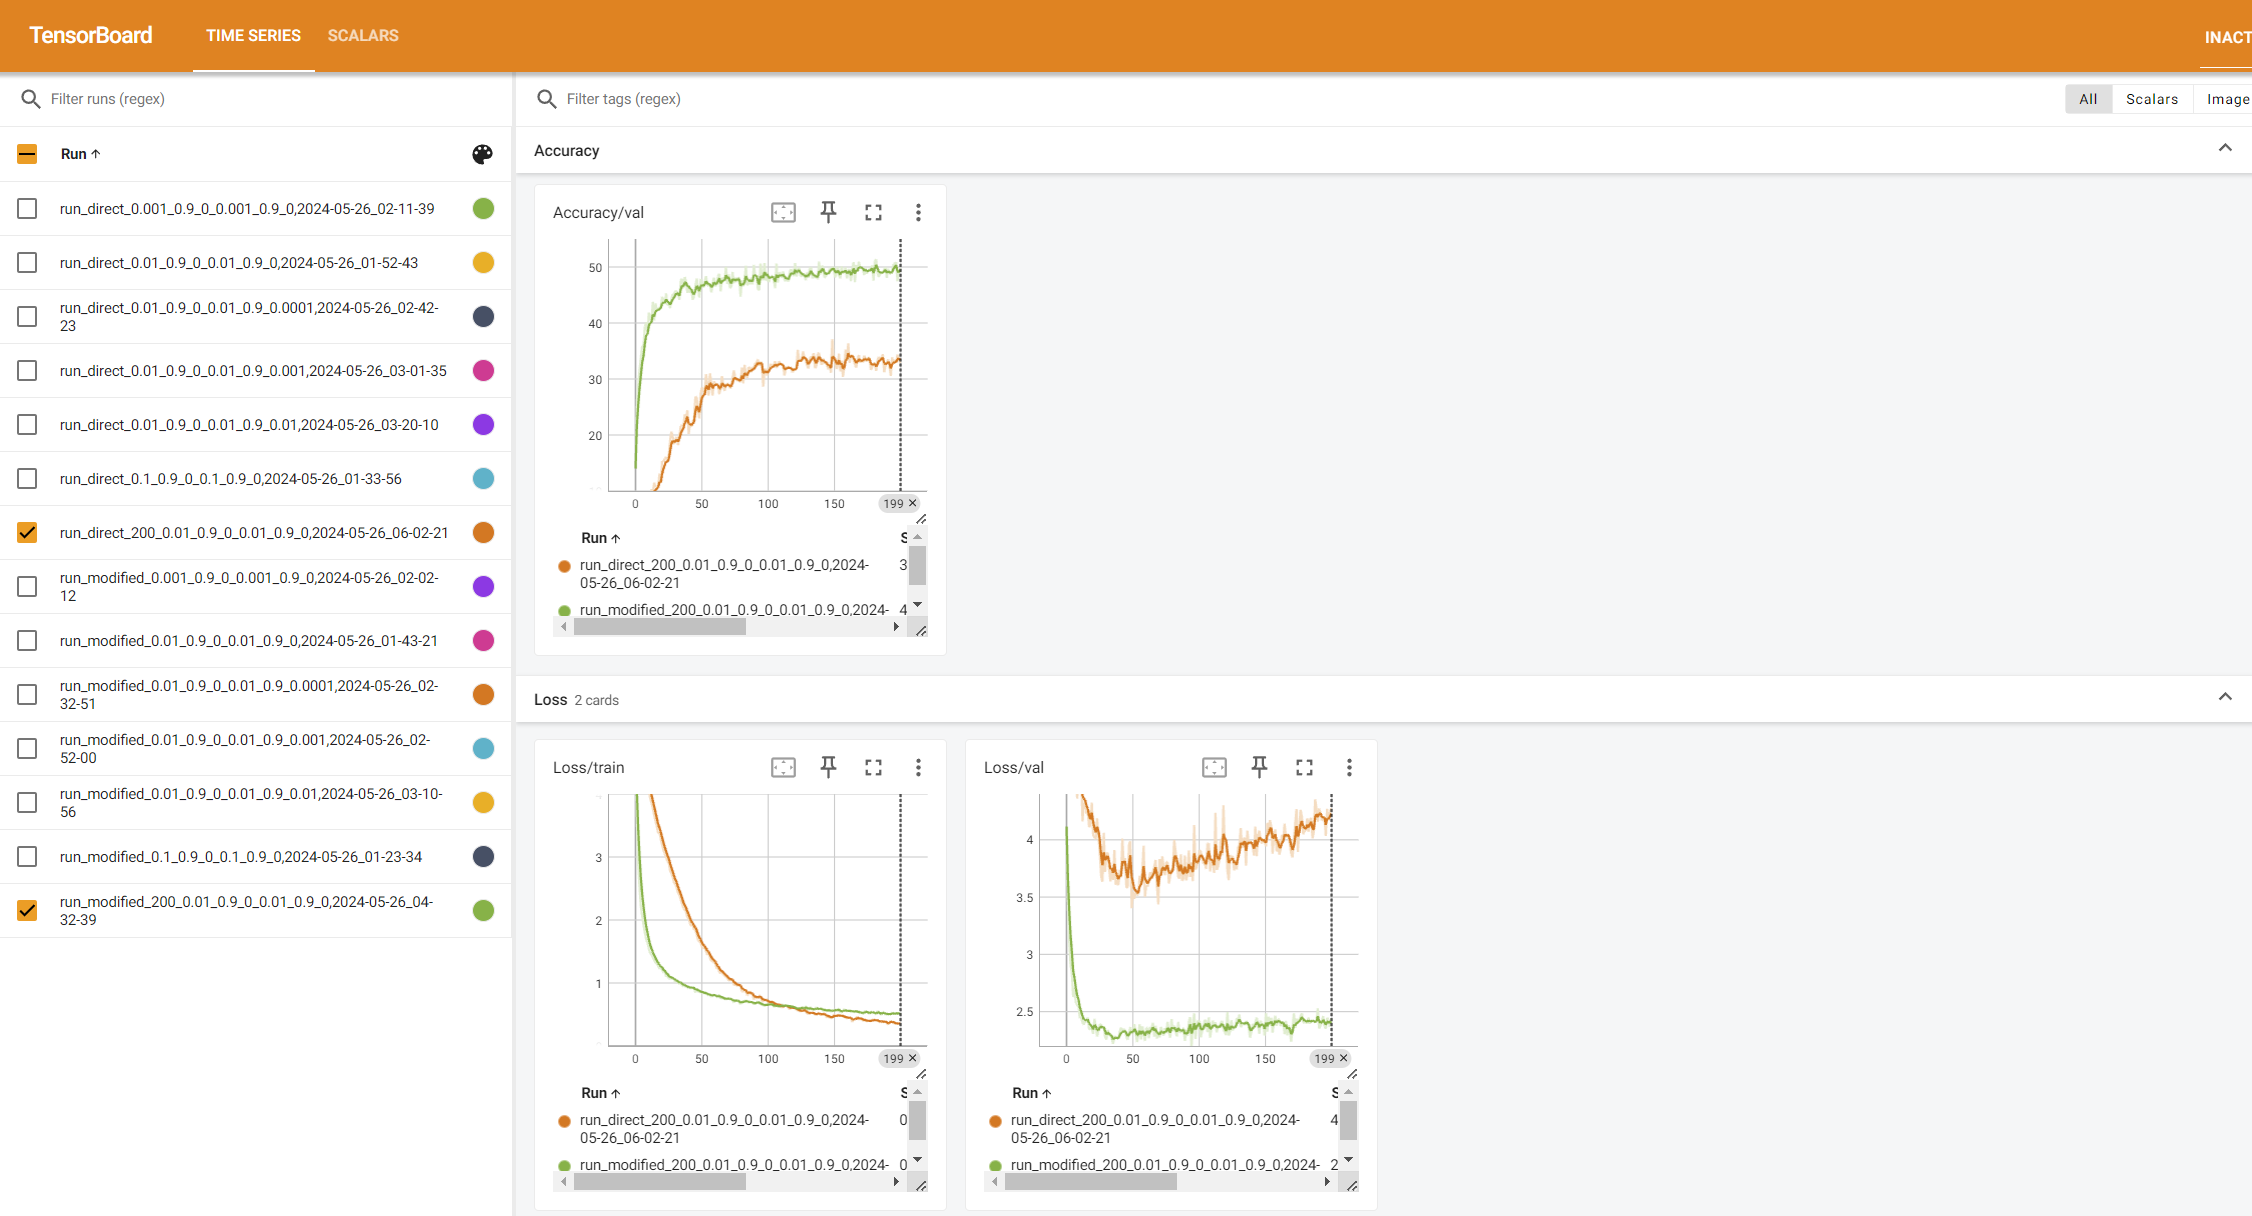 TensorBoard
TIME SERIES
SCALARS
INACT
Filter runs (regex)
Run
run_direct_0.001_0.9_0_0.001_0.9_0,2024-05-26_02-11-39
run_direct_0.01_0.9_0_0.01_0.9_0,2024-05-26_01-52-43
run_direct_0.01_0.9_0_0.01_0.9_0.0001,2024-05-26_02-42-
23
run_direct_0.01_0.9_0_0.01_0.9_0.001,2024-05-26_03-01-35
run_direct_0.01_0.9_0_0.01_0.9_0.01,2024-05-26_03-20-10
run_direct_0.1_0.9_0_0.1_0.9_0,2024-05-26_01-33-56
run_direct_200_0.01_0.9_0_0.01_0.9_0,2024-05-26_06-02-21
run_modified_0.001_0.9_0_0.001_0.9_0,2024-05-26_02-02-
12
run_modified_0.01_0.9_0_0.01_0.9_0,2024-05-26_01-43-21
run_modified_0.01_0.9_0_0.01_0.9_0.0001,2024-05-26_02-
32-51
run_modified_0.01_0.9_0_0.01_0.9_0.001,2024-05-26_02-
52-00
run_modified_0.01_0.9_0_0.01_0.9_0.01,2024-05-26_03-10-
56
run_modified_0.1_0.9_0_0.1_0.9_0,2024-05-26_01-23-34
run_modified_200_0.01_0.9_0_0.01_0.9_0,2024-05-26_04-
32-39
Filter tags (regex)
All
Scalars
Image
Accuracy
Accuracy/val
50
40
30
20
0 50 100 150 199
Run S
run_direct_200_0.01_0.9_0_0.01_0.9_0,2024- 3
05-26_06-02-21
run_modified_200_0.01_0.9_0_0.01_0.9_0,2024- 4
Loss 2 cards
Loss/train
3
2
1
0 50 100 150 199
Run S
run_direct_200_0.01_0.9_0_0.01_0.9_0,2024- 0
05-26_06-02-21
run_modified_200_0.01_0.9_0_0.01_0.9_0,2024- 0
Loss/val
4
3.5
3
2.5
0 50 100 150 199
Run S
run_direct_200_0.01_0.9_0_0.01_0.9_0,2024- 4
05-26_06-02-21
run_modified_200_0.01_0.9_0_0.01_0.9_0,2024- 2